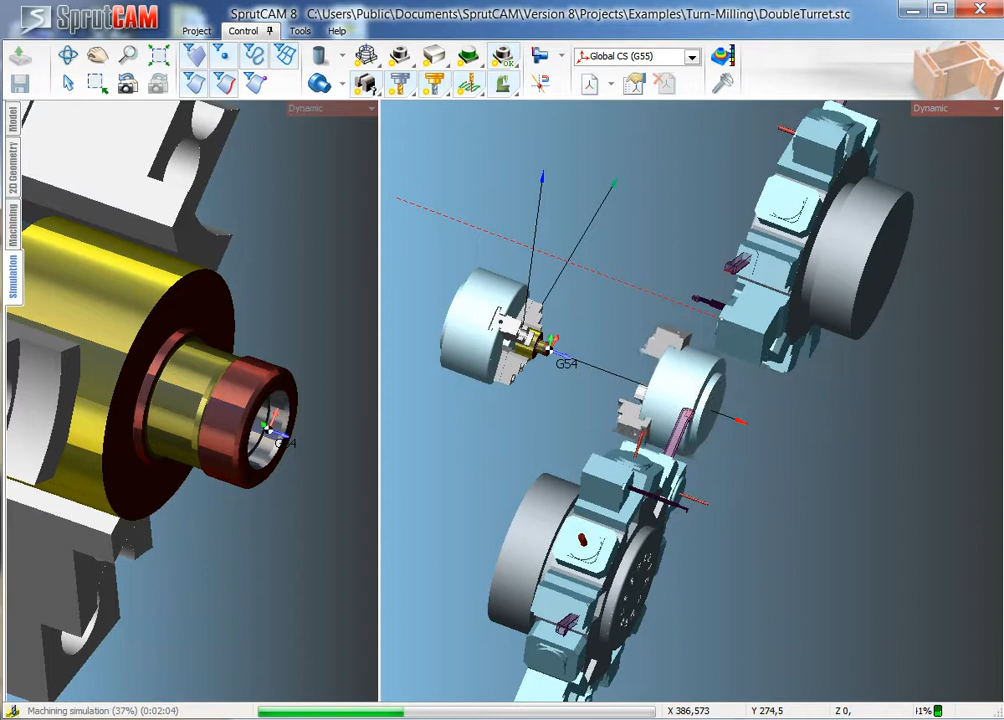 SprutCAM
SprutCAM 8 C:\Users\Public\Documents\SprutCAM\Version 8\Projects\Examples\Turn-Milling\DoubleTurret.stc
Project Control Tools Help
OK
Global CS (G55)
Dynamic
Dynamic
Model
2D Geometry
Machining
Simulation
G54
Machining simulation (37%) (0:02:04)
X 386,573
Y 274,5
Z 0,